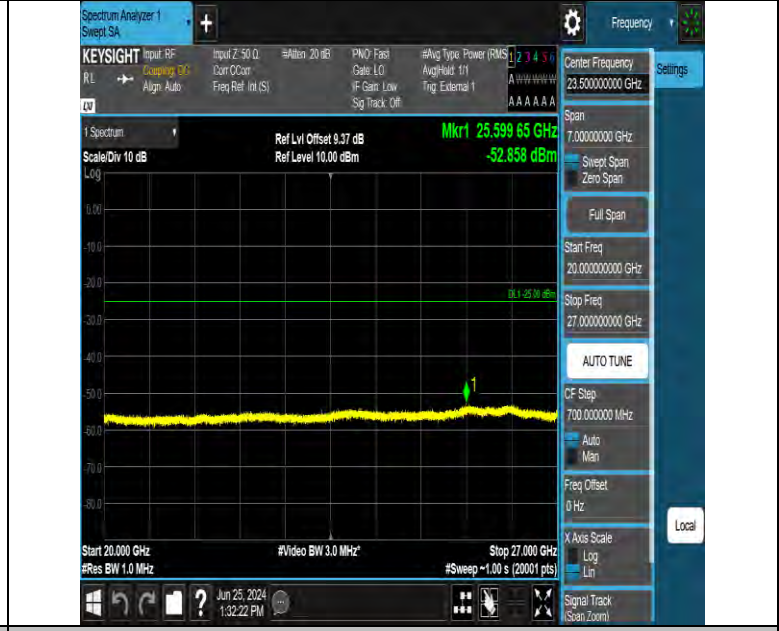 Spectrum Analyzer 1
Swept SA
+
Frequency
KEYSIGHT
RL
LXI
Input: RF
Coupling: DC
Align: Auto
Input Z: 50 Ω
Corr CCorr
Freq Ref: Int (S)
#Atten: 20 dB
PNO: Fast
Gate: LO
IF Gain: Low
Sig Track: Off
#Avg Type: Power (RMS
Avg|Hold: 1/1
Trig: External 1
1 2 3 4 5 6
A W W W W W
A A A A A A
1 Spectrum
Scale/Div 10 dB
Ref Lvl Offset 9.37 dB
Ref Level 10.00 dBm
Mkr1 25.599 65 GHz
-52.858 dBm
Log
0.00
-10.0
-20.0
DL1 -25.00 dBm
-30.0
-40.0
1
-50.0
-60.0
-70.0
-80.0
Start 20.000 GHz
#Res BW 1.0 MHz
#Video BW 3.0 MHz*
Stop 27.000 GHz
#Sweep ~1.00 s (20001 pts)
?
Jun 25, 2024
1:32:22 PM
Center Frequency
23.500000000 GHz
Settings
Span
7.00000000 GHz
Swept Span
Zero Span
Full Span
Start Freq
20.000000000 GHz
Stop Freq
27.000000000 GHz
AUTO TUNE
CF Step
700.000000 MHz
Auto
Man
Freq Offset
0 Hz
Local
X Axis Scale
Log
Lin
Signal Track
(Span Zoom)